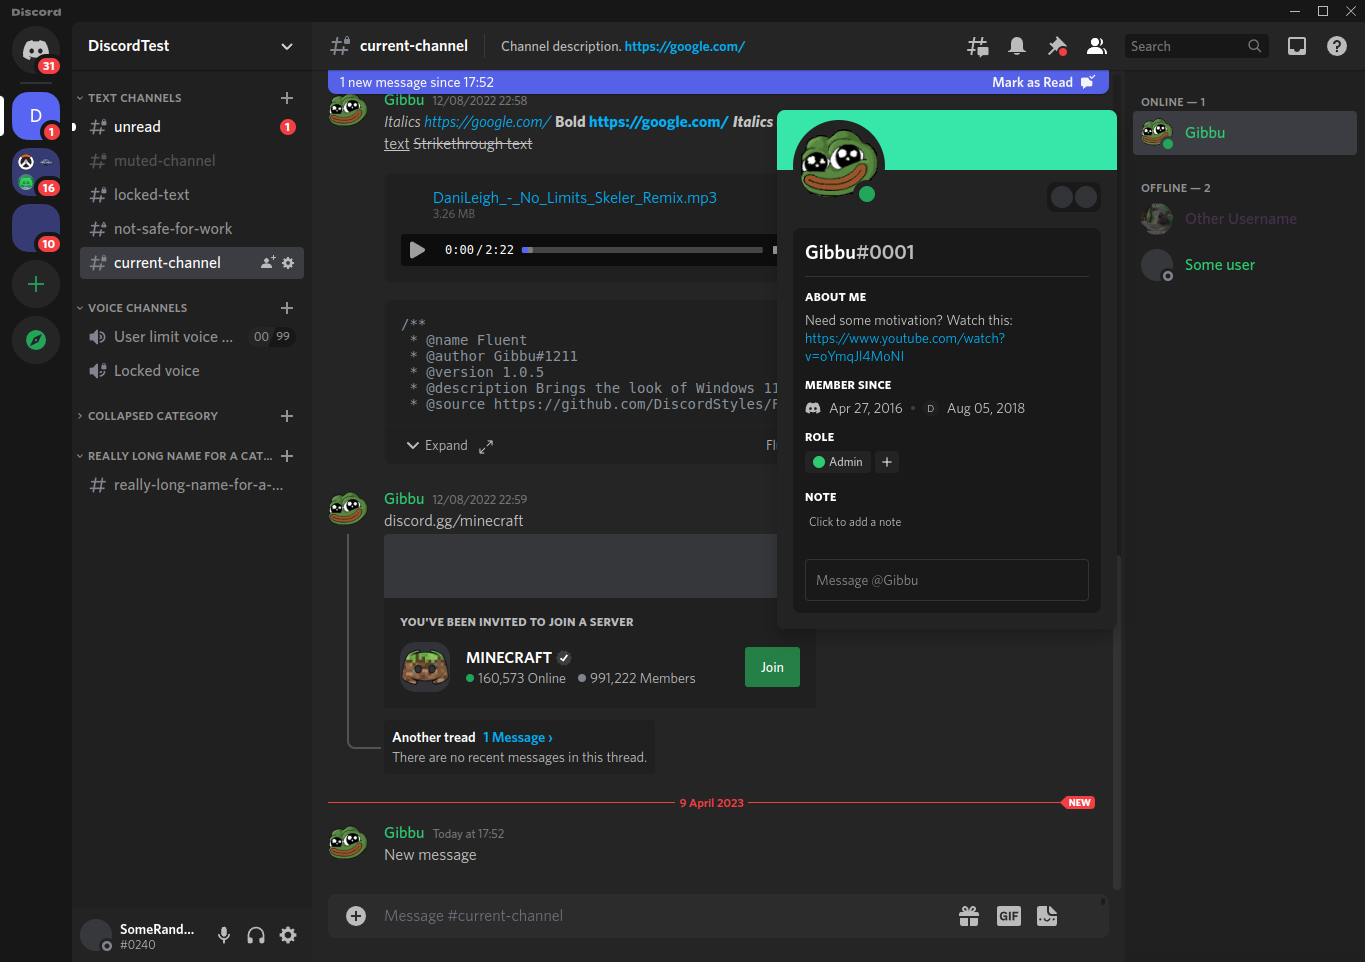 Discord
31
D
1
16
10
DiscordTest
TEXT CHANNELS
unread
1
muted-channel
locked-text
not-safe-for-work
current-channel
VOICE CHANNELS
User limit voice ...
00 99
Locked voice
COLLAPSED CATEGORY
REALLY LONG NAME FOR A CAT...
really-long-name-for-a-...
SomeRand...
#0240
current-channel
Channel description. https://google.com/
Search
1 new message since 17:52
Mark as Read
Gibbu 12/08/2022 22:58
Italics https://google.com/ Bold https://google.com/ Italics
text Strikethrough text
DaniLeigh_-_No_Limits_Skeler_Remix.mp3
3.26 MB
0:00/2:22
/**
* @name Fluent
* @author Gibbu#1211
* @version 1.0.5
* @description Brings the look of Windows 11
* @source https://github.com/DiscordStyles/F
Expand
Fl
Gibbu 12/08/2022 22:59
discord.gg/minecraft
YOU'VE BEEN INVITED TO JOIN A SERVER
MINECRAFT
160,573 Online 991,222 Members
Join
Another tread 1 Message ›
There are no recent messages in this thread.
9 April 2023
NEW
Gibbu Today at 17:52
New message
Message #current-channel
GIF
Gibbu#0001
ABOUT ME
Need some motivation? Watch this:
https://www.youtube.com/watch?
v=oYmqJl4MoNI
MEMBER SINCE
Apr 27, 2016 • D Aug 05, 2018
ROLE
Admin
NOTE
Click to add a note
Message @Gibbu
ONLINE — 1
Gibbu
OFFLINE — 2
Other Username
Some user